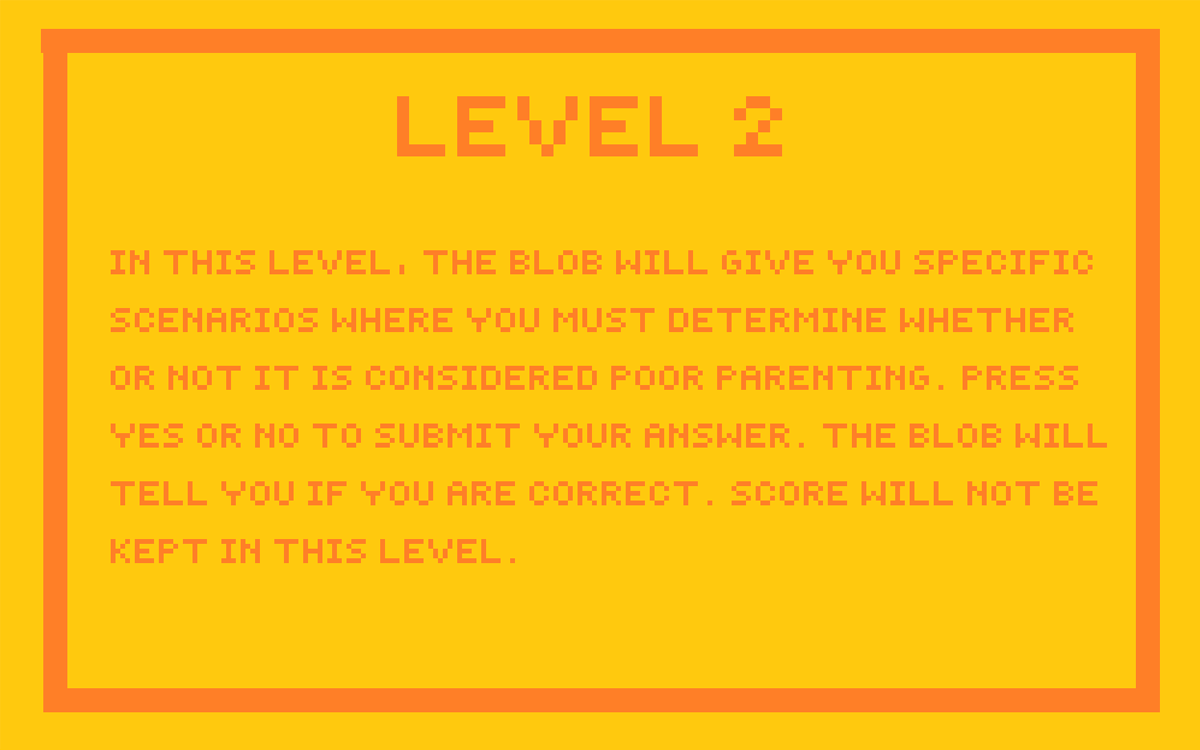 LEVEL 2
IN THIS LEVEL, THE BLOB WILL GIVE YOU SPECIFIC
SCENARIOS WHERE YOU MUST DETERMINE WHETHER
OR NOT IT IS CONSIDERED POOR PARENTING. PRESS
YES OR NO TO SUBMIT YOUR ANSWER. THE BLOB WILL
TELL YOU IF YOU ARE CORRECT. SCORE WILL NOT BE
KEPT IN THIS LEVEL.